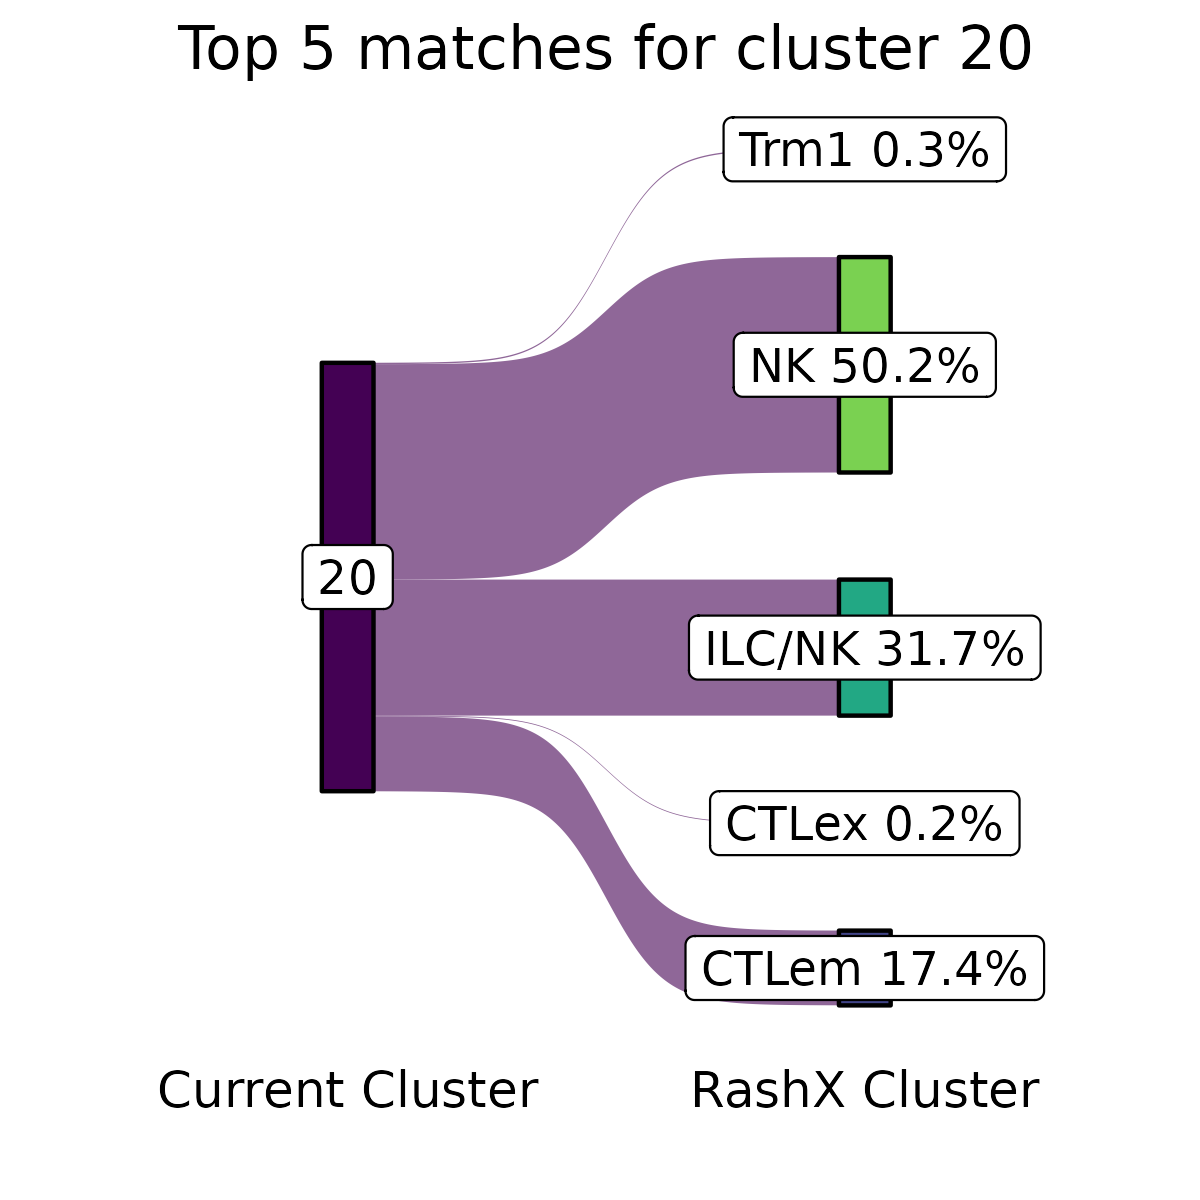 Top 5 matches for cluster 20
Trm1 0.3%
NK 50.2%
20
ILC/NK 31.7%
CTLex 0.2%
CTLem 17.4%
Current Cluster
RashX Cluster